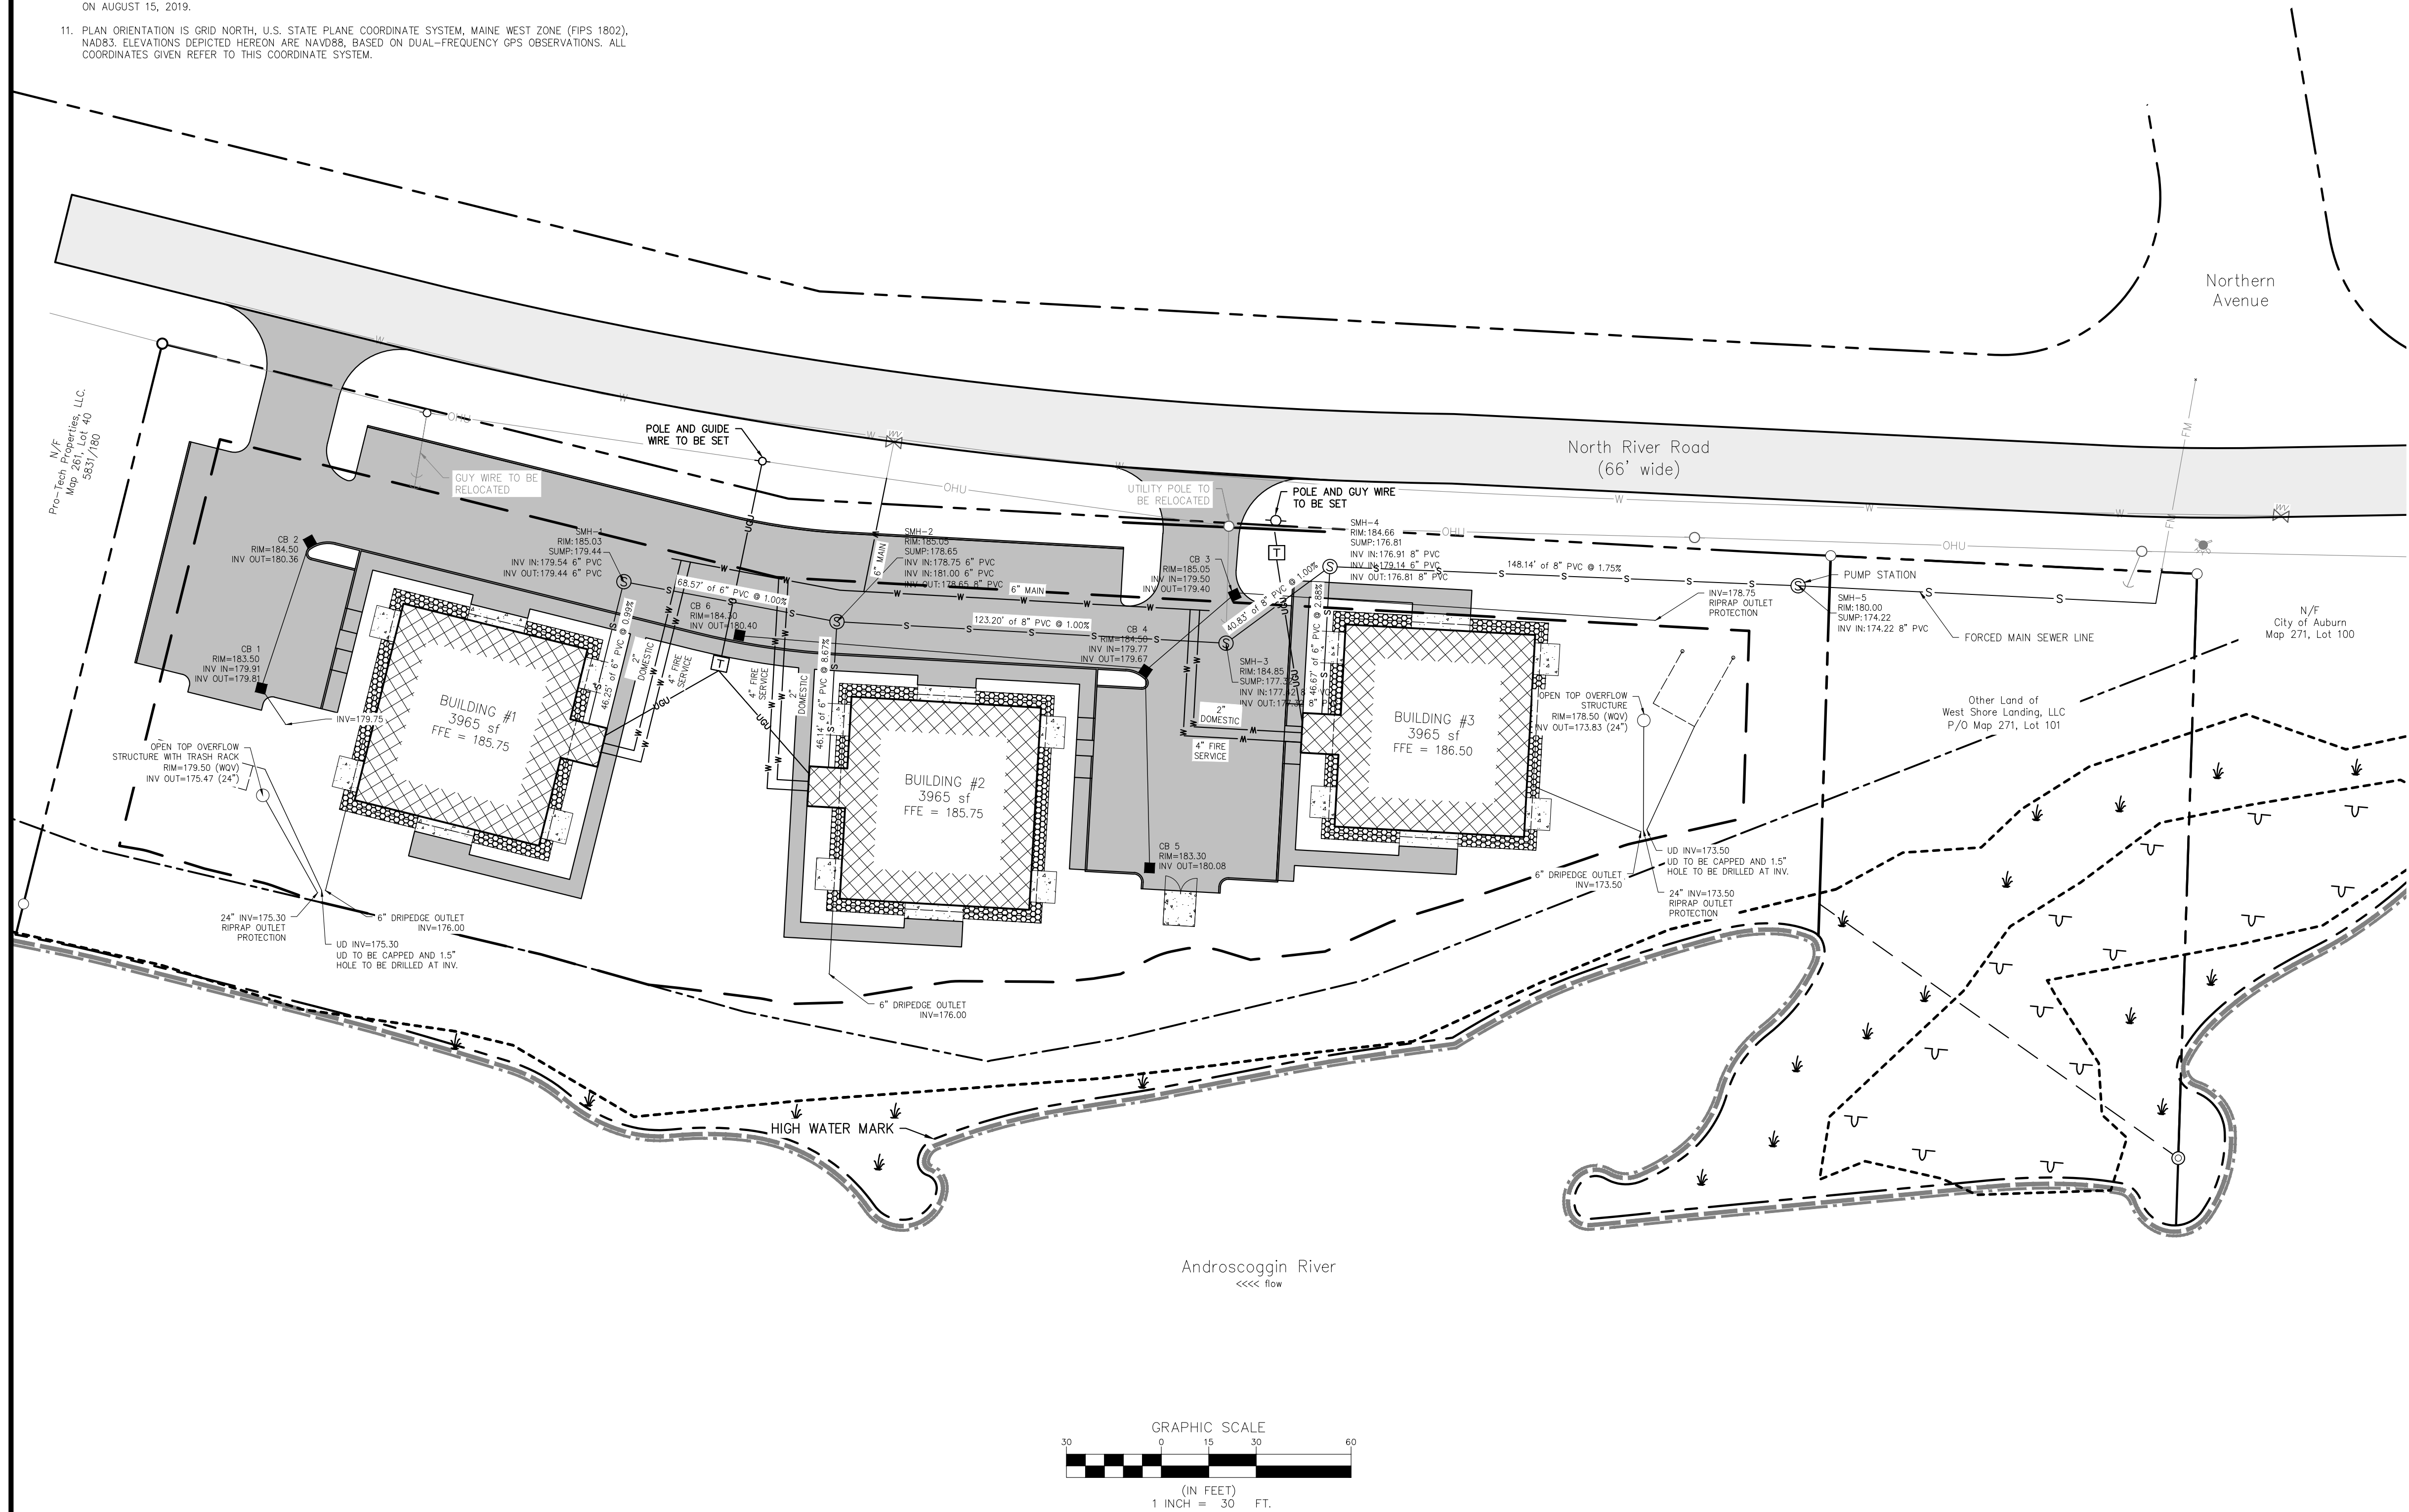 ON AUGUST 15, 2019.
11. PLAN ORIENTATION IS GRID NORTH, U.S. STATE PLANE COORDINATE SYSTEM, MAINE WEST ZONE (FIPS 1802),
NAD83. ELEVATIONS DEPICTED HEREON ARE NAVD88, BASED ON DUAL-FREQUENCY GPS OBSERVATIONS. ALL
COORDINATES GIVEN REFER TO THIS COORDINATE SYSTEM.
Northern
Avenue
North River Road
(66' wide)
N/F
Pro-Tech Properties, LLC.
Map 261, Lot 40
5831/180
OHU
GUY WIRE TO BE
RELOCATED
POLE AND GUIDE
WIRE TO BE SET
OHU
UTILITY POLE TO
BE RELOCATED
POLE AND GUY WIRE
TO BE SET
OHU
OHU
FM
FM
CB 2
RIM=184.50
INV OUT=180.36
SMH-1
RIM:185.03
SUMP:179.44
INV IN:179.54 6" PVC
INV OUT:179.44 6" PVC
UGU
6" MAIN
SMH-2
RIM:185.05
SUMP:178.65
INV IN:178.75 6" PVC
INV IN:181.00 6" PVC
INV OUT:178.65 8" PVC
6" MAIN
CB 3
RIM=185.05
INV IN=179.50
INV OUT=179.40
T
SMH-4
RIM:184.66
SUMP:176.81
INV IN:176.91 8" PVC
INV IN:179.14 6" PVC
INV OUT:176.81 8" PVC
148.14' of 8" PVC @ 1.75%
PUMP STATION
SMH-5
RIM:180.00
SUMP:174.22
INV IN:174.22 8" PVC
FORCED MAIN SEWER LINE
INV=178.75
RIPRAP OUTLET
PROTECTION
N/F
City of Auburn
Map 271, Lot 100
68.57' of 6" PVC @ 1.00%
46.25' of 6" PVC @ 0.99%
CB 6
RIM=184.30
INV OUT=180.40
123.20' of 8" PVC @ 1.00%
40.83' of 8" PVC @ 1.00%
46.67' of 6" PVC @ 2.88%
CB 4
RIM=184.50
INV IN=179.77
INV OUT=179.67
CB 1
RIM=183.50
INV IN=179.91
INV OUT=179.81
INV=179.75
2"
DOMESTIC
4" FIRE
SERVICE
T
UGU
UGU
4" FIRE
SERVICE
2"
DOMESTIC
46.14' of 6" PVC @ 8.67%
SMH-3
RIM:184.85
2"
DOMESTIC
4" FIRE
SERVICE
UGU
BUILDING #1
3965 sf
FFE = 185.75
BUILDING #2
3965 sf
FFE = 185.75
BUILDING #3
3965 sf
FFE = 186.50
OPEN TOP OVERFLOW
STRUCTURE
RIM=178.50 (WQV)
INV OUT=173.83 (24")
Other Land of
West Shore Landing, LLC
P/O Map 271, Lot 101
OPEN TOP OVERFLOW
STRUCTURE WITH TRASH RACK
RIM=179.50 (WQV)
INV OUT=175.47 (24")
CB 5
RIM=183.30
INV OUT=180.08
UD INV=173.50
UD TO BE CAPPED AND 1.5"
HOLE TO BE DRILLED AT INV.
6" DRIPEDGE OUTLET
INV=173.50
24" INV=173.50
RIPRAP OUTLET
PROTECTION
24" INV=175.30
RIPRAP OUTLET
PROTECTION
6" DRIPEDGE OUTLET
INV=176.00
UD INV=175.30
UD TO BE CAPPED AND 1.5"
HOLE TO BE DRILLED AT INV.
6" DRIPEDGE OUTLET
INV=176.00
HIGH WATER MARK
Androscoggin River
<<<< flow
GRAPHIC SCALE
30 0 15 30 60
(IN FEET)
1 INCH = 30 FT.